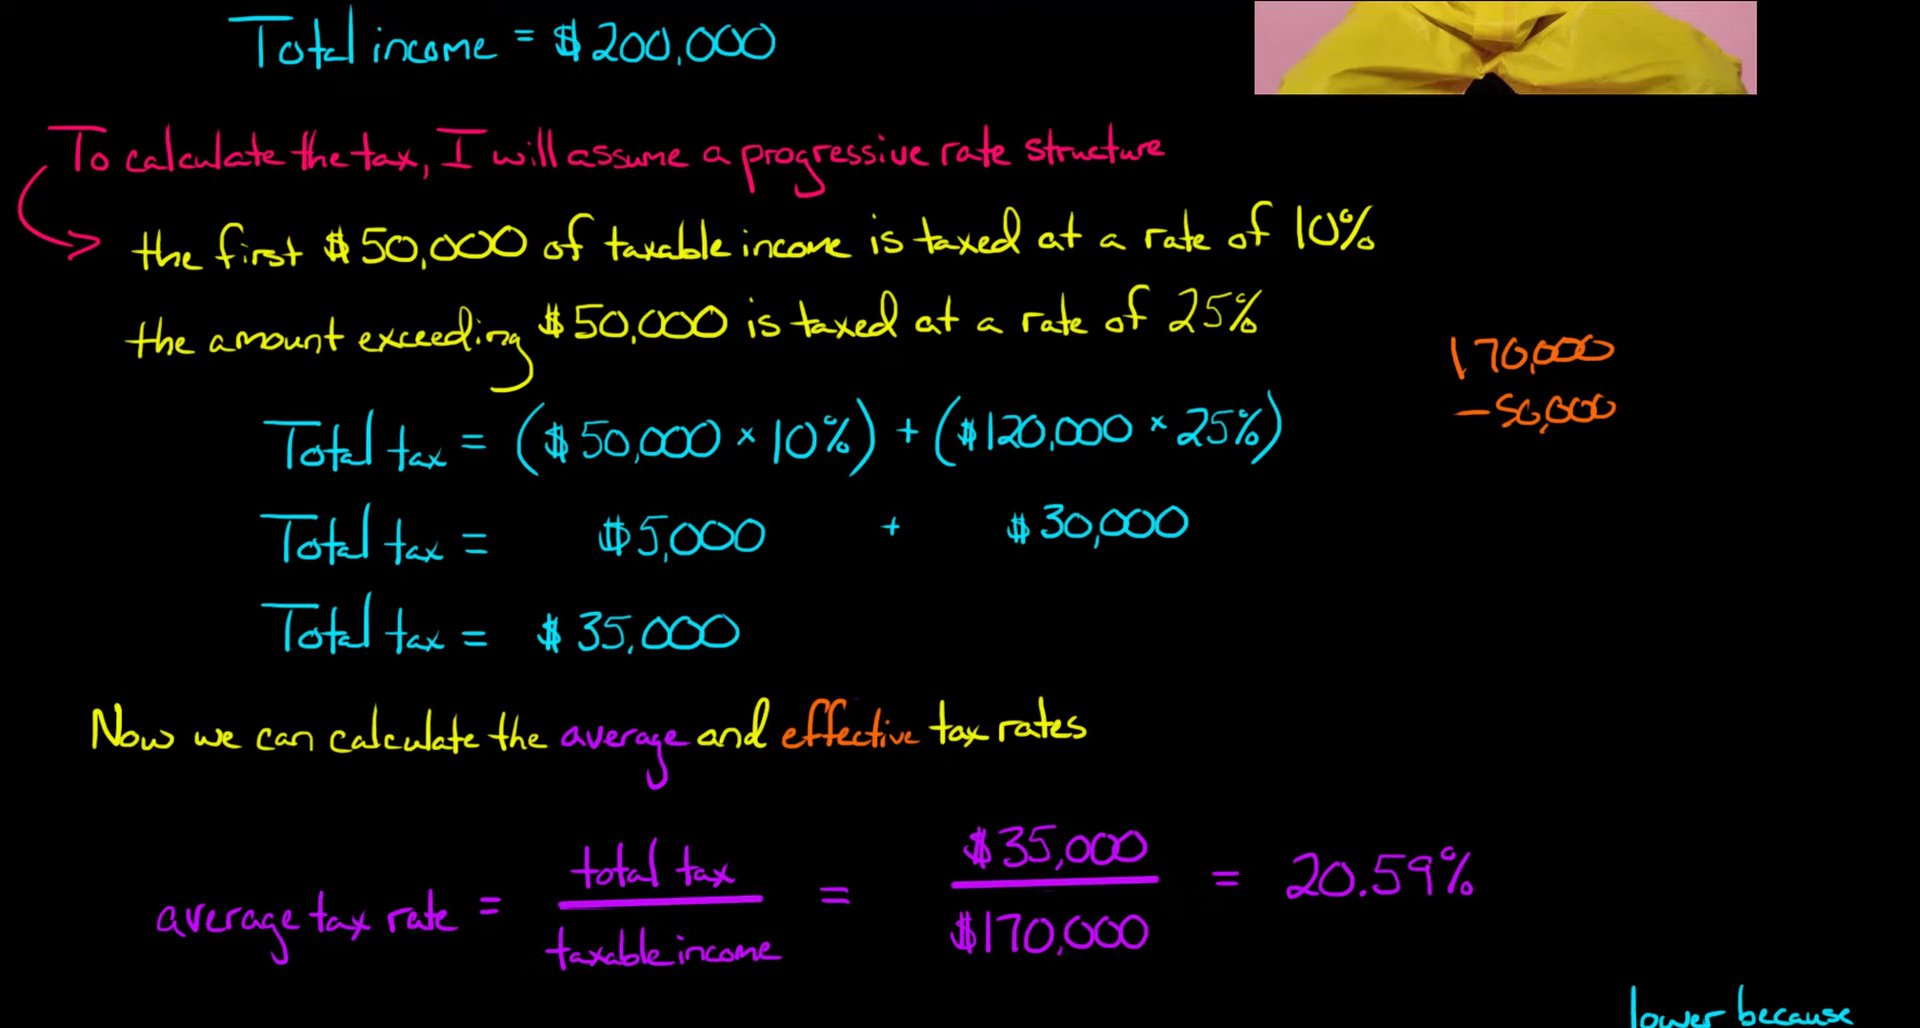 Total income = $200,000
To calculate the tax, I will assume a progressive rate structure
the first $50,000 of taxable income is taxed at a rate of 10%
the amount exceeding $50,000 is taxed at a rate of 25%
170,000
-50,000
Total tax = ($50,000 × 10%) + ($120,000 × 25%)
Total tax = $5,000 + $30,000
Total tax = $35,000
Now we can calculate the average and effective tax rates
average tax rate = total tax / taxable income = $35,000 / $170,000 = 20.59%
lower because